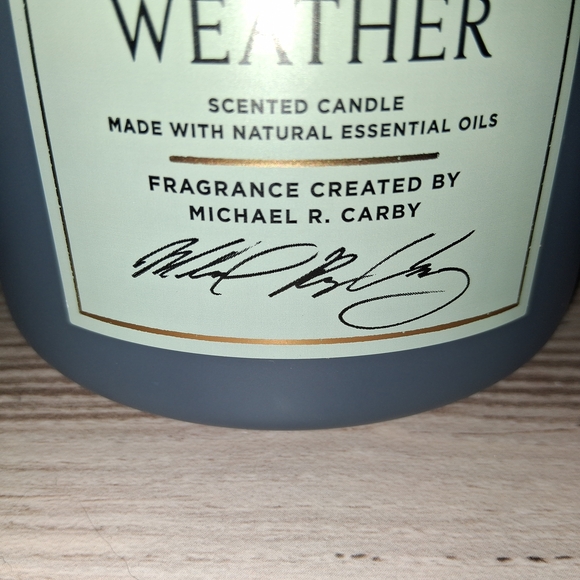 WEATHER
SCENTED CANDLE
MADE WITH NATURAL ESSENTIAL OILS
FRAGRANCE CREATED BY
MICHAEL R. CARBY